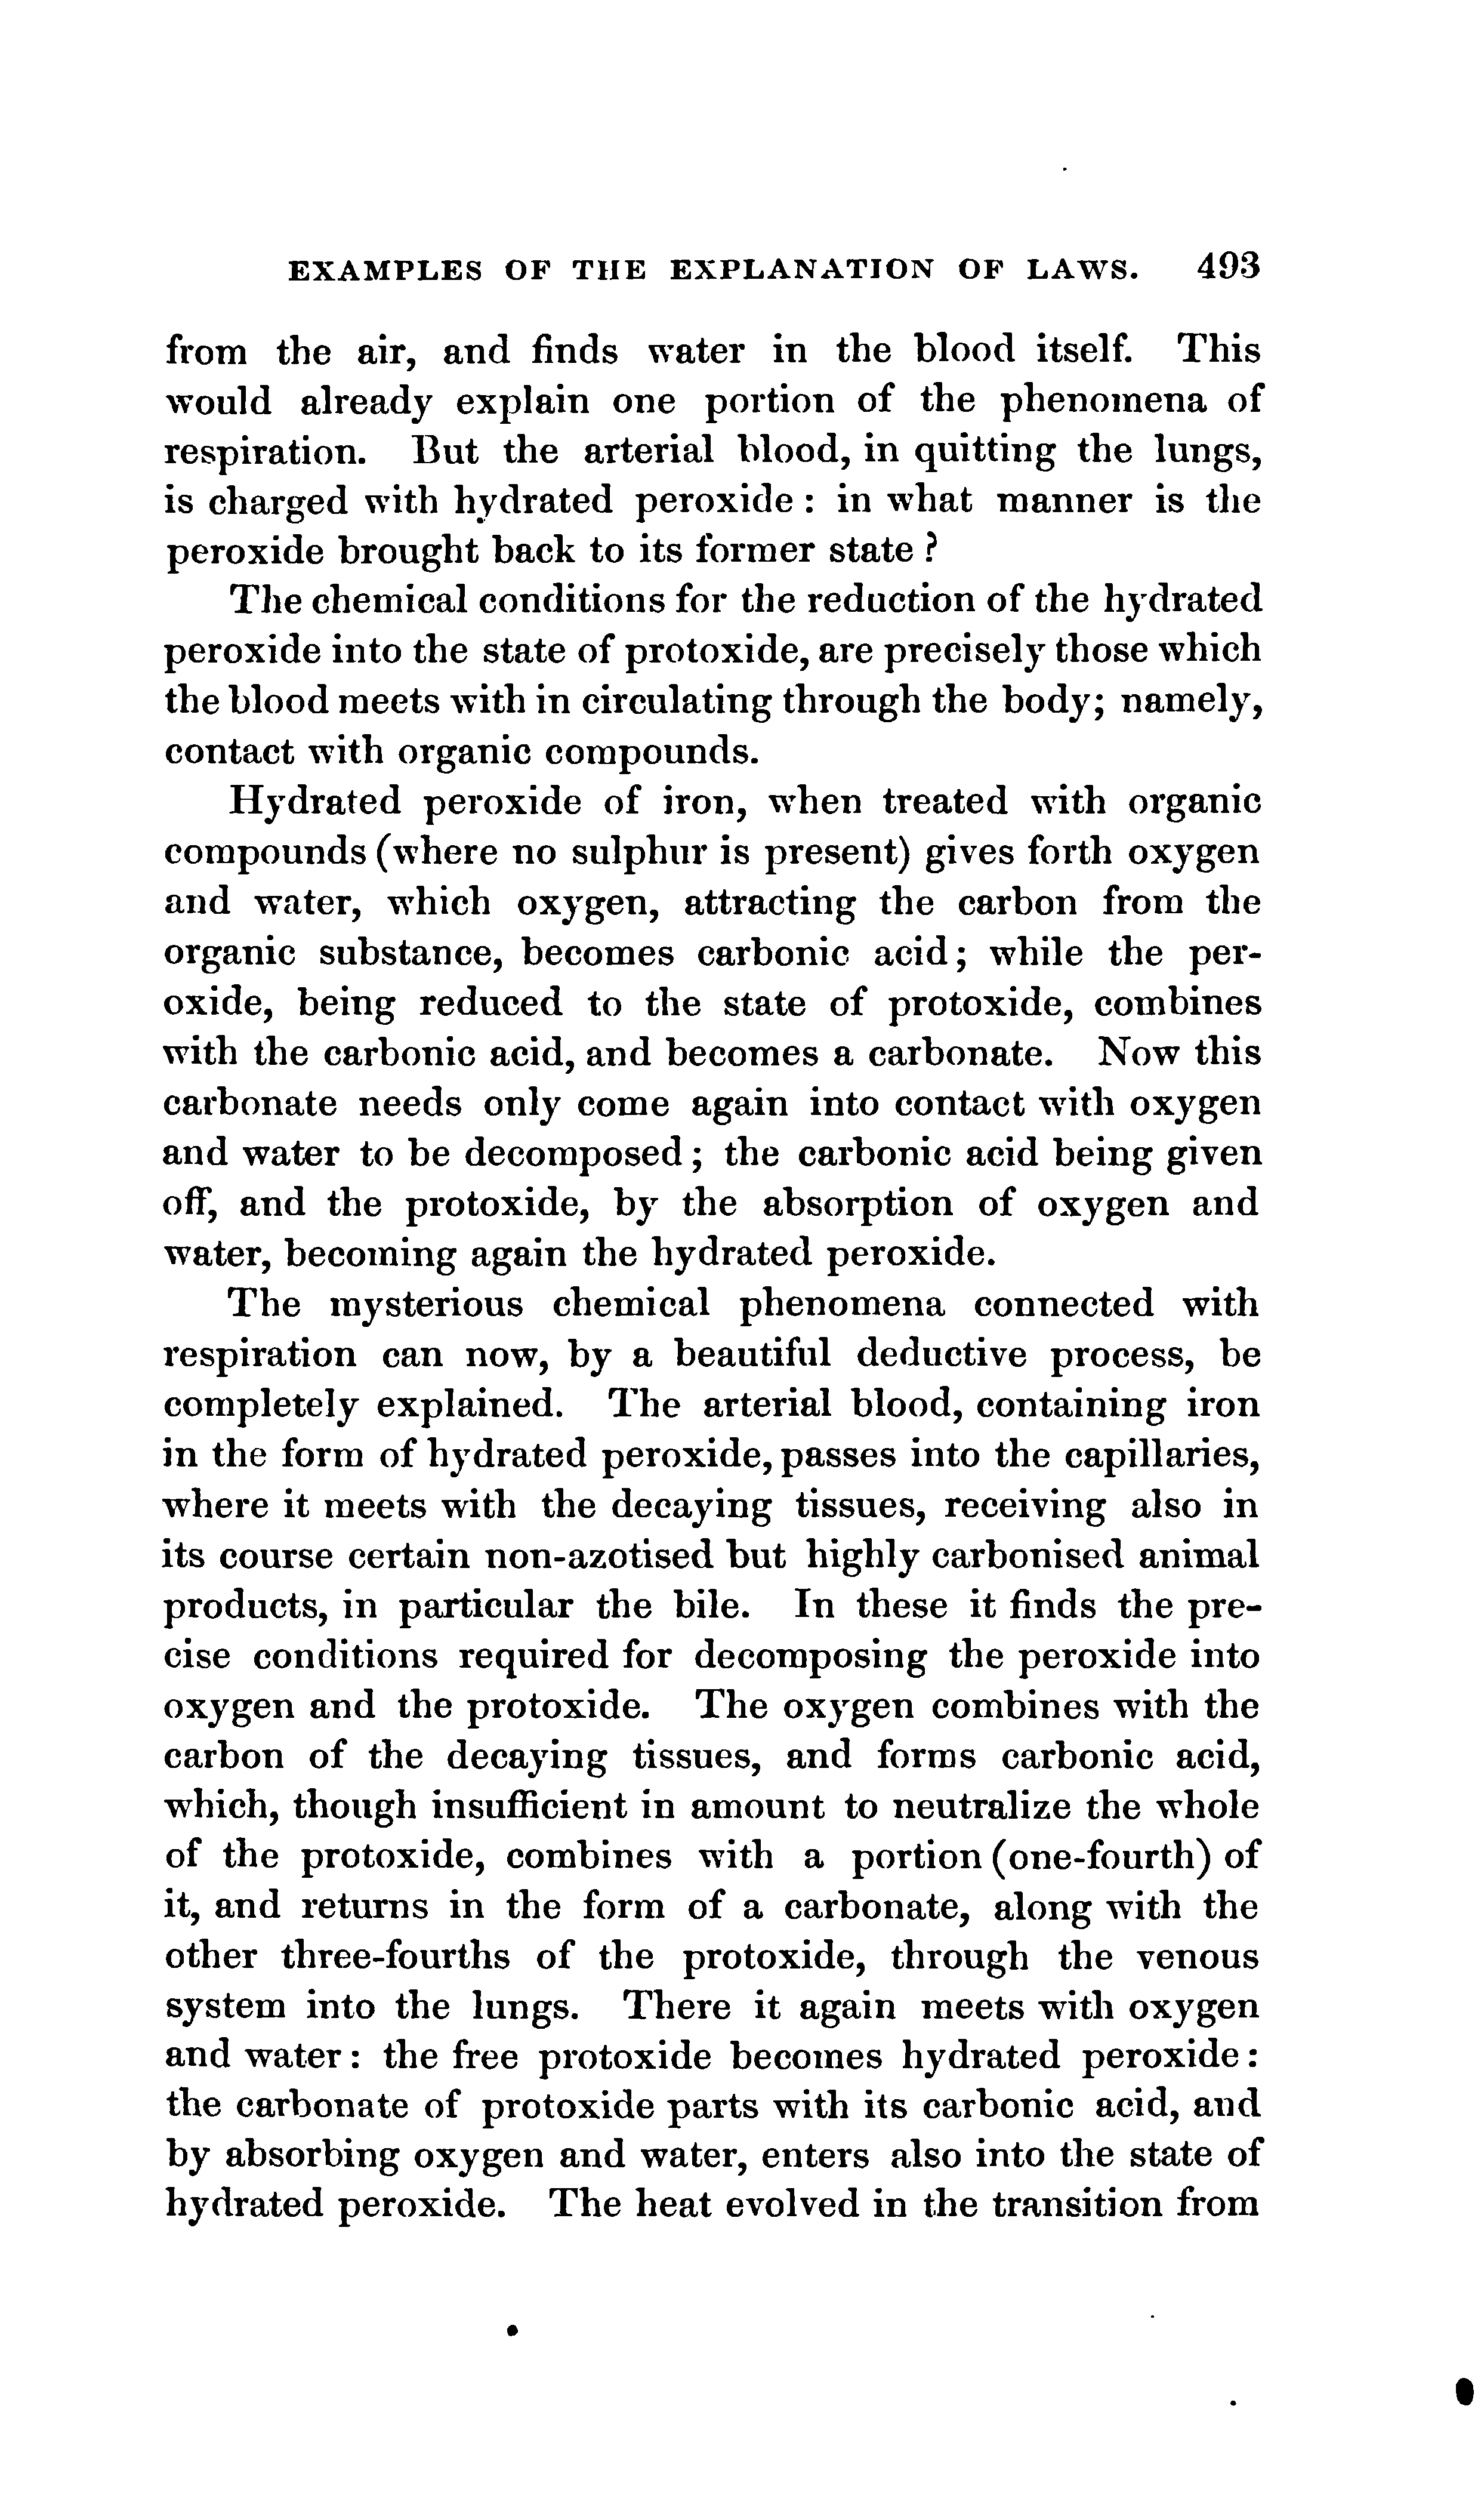 EXAMPLES OF THE EXPLANATION OF LAWS. 493
from the air, and finds water in the blood itself. This
would already explain one portion of the phenomena of
respiration. But the arterial blood, in quitting the lungs,
is charged with hydrated peroxide : in what manner is the
peroxide brought back to its former state ?
The chemical conditions for the reduction of the hydrated
peroxide into the state of protoxide, are precisely those which
the blood meets with in circulating through the body; namely,
contact with organic compounds.
Hydrated peroxide of iron, when treated with organic
compounds (where no sulphur is present) gives forth oxygen
and water, which oxygen, attracting the carbon from the
organic substance, becomes carbonic acid ; while the per-
oxide, being reduced to the state of protoxide, combines
with the carbonic acid, and becomes a carbonate. Now this
carbonate needs only come again into contact with oxygen
and water to be decomposed ; the carbonic acid being given
off, and the protoxide, by the absorption of oxygen and
water, becoming again the hydrated peroxide.
The mysterious chemical phenomena connected with
respiration can now, by a beautiful deductive process, be
completely explained. The arterial blood, containing iron
in the form of hydrated peroxide, passes into the capillaries,
where it meets with the decaying tissues, receiving also in
its course certain non-azotised but highly carbonised animal
products, in particular the bile. In these it finds the pre-
cise conditions required for decomposing the peroxide into
oxygen and the protoxide. The oxygen combines with the
carbon of the decaying tissues, and forms carbonic acid,
which, though insufficient in amount to neutralize the whole
of the protoxide, combines with a portion (one-fourth) of
it, and returns in the form of a carbonate, along with the
other three-fourths of the protoxide, through the venous
system into the lungs. There it again meets with oxygen
and water : the free protoxide becomes hydrated peroxide :
the carbonate of protoxide parts with its carbonic acid, and
by absorbing oxygen and water, enters also into the state of
hydrated peroxide. The heat evolved in the transition from